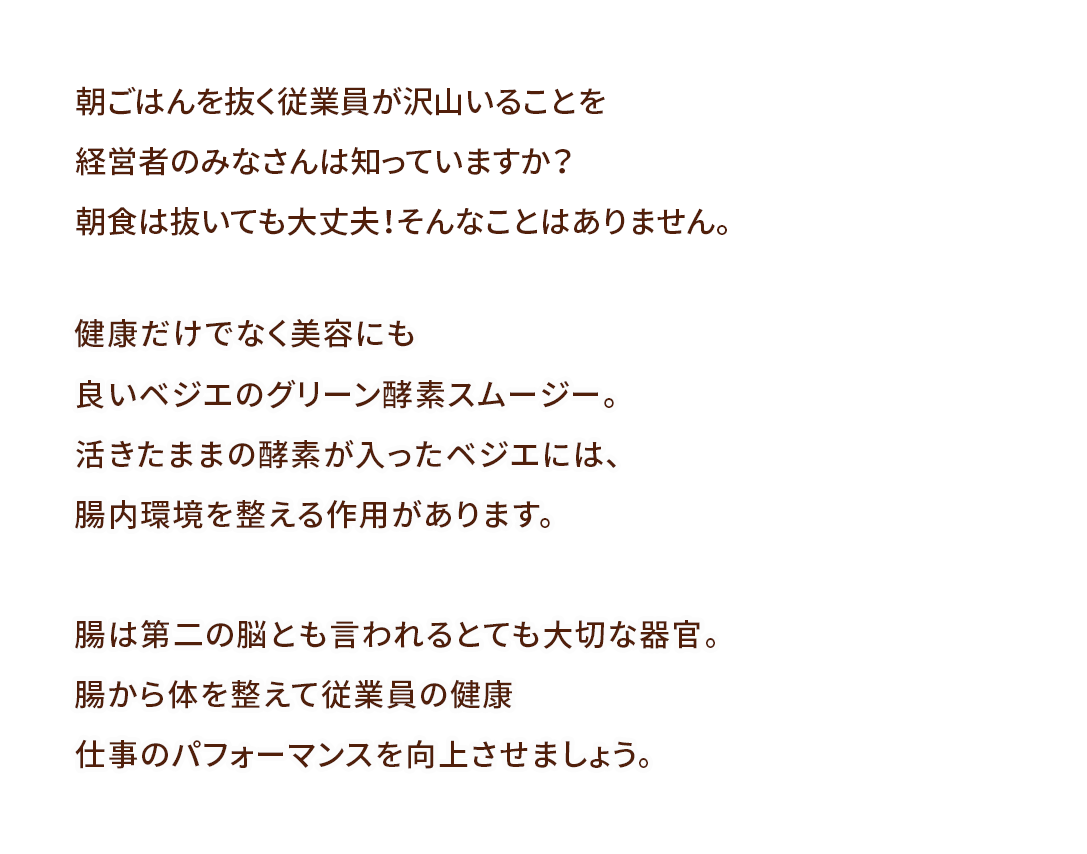 朝ごはんを抜く従業員が沢山いることを
経営者のみなさんは知っていますか？
朝食は抜いても大丈夫！そんなことはありません。
健康だけでなく美容にも
良いベジエのグリーン酵素スムージー。
活きたままの酵素が入ったベジエには、
腸内環境を整える作用があります。
腸は第二の脳とも言われるとても大切な器官。
腸から体を整えて従業員の健康
仕事のパフォーマンスを向上させましょう。